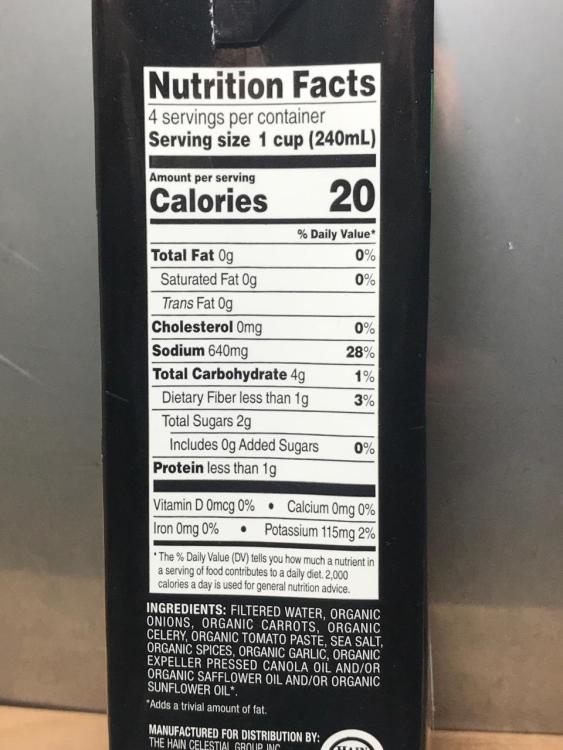 Nutrition Facts
4 servings per container
Serving size 1 cup (240mL)
Amount per serving
Calories 20
% Daily Value*
Total Fat 0g 0%
Saturated Fat 0g 0%
Trans Fat 0g
Cholesterol 0mg 0%
Sodium 640mg 28%
Total Carbohydrate 4g 1%
Dietary Fiber less than 1g 3%
Total Sugars 2g
Includes 0g Added Sugars 0%
Protein less than 1g
Vitamin D 0mcg 0% • Calcium 0mg 0%
Iron 0mg 0% • Potassium 115mg 2%
* The % Daily Value (DV) tells you how much a nutrient in
a serving of food contributes to a daily diet. 2,000
calories a day is used for general nutrition advice.
INGREDIENTS: FILTERED WATER, ORGANIC
ONIONS, ORGANIC CARROTS, ORGANIC
CELERY, ORGANIC TOMATO PASTE, SEA SALT,
ORGANIC SPICES, ORGANIC GARLIC, ORGANIC
EXPELLER PRESSED CANOLA OIL AND/OR
ORGANIC SAFFLOWER OIL AND/OR ORGANIC
SUNFLOWER OIL*.
*Adds a trivial amount of fat.
MANUFACTURED FOR DISTRIBUTION BY:
THE HAIN CELESTIAL GROUP, INC.
HAIN